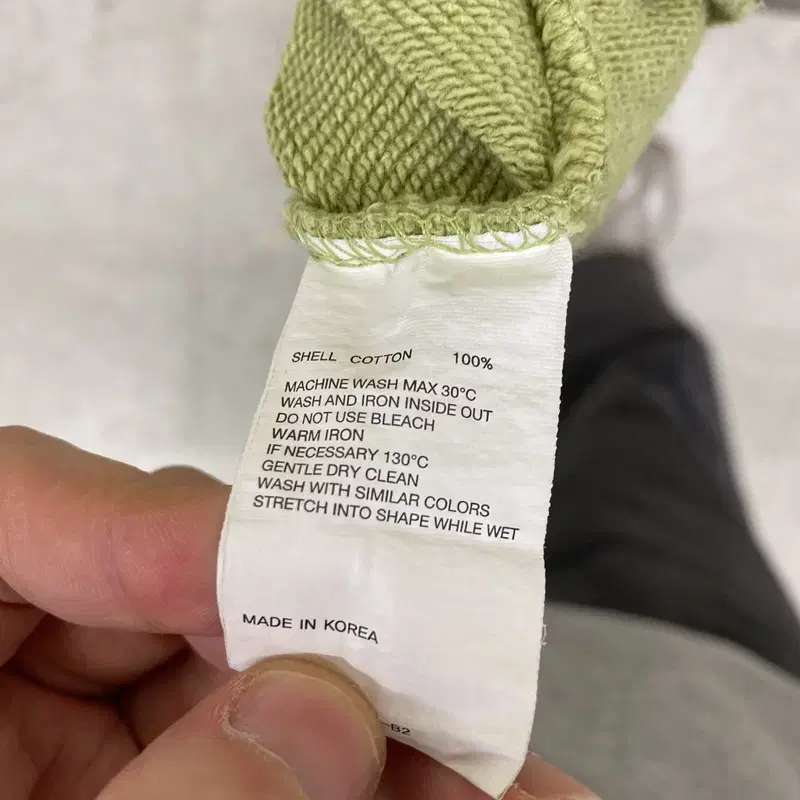 SHELL COTTON 100%
MACHINE WASH MAX 30°C
WASH AND IRON INSIDE OUT
DO NOT USE BLEACH
WARM IRON
IF NECESSARY 130°C
GENTLE DRY CLEAN
WASH WITH SIMILAR COLORS
STRETCH INTO SHAPE WHILE WET
MADE IN KOREA
-B2